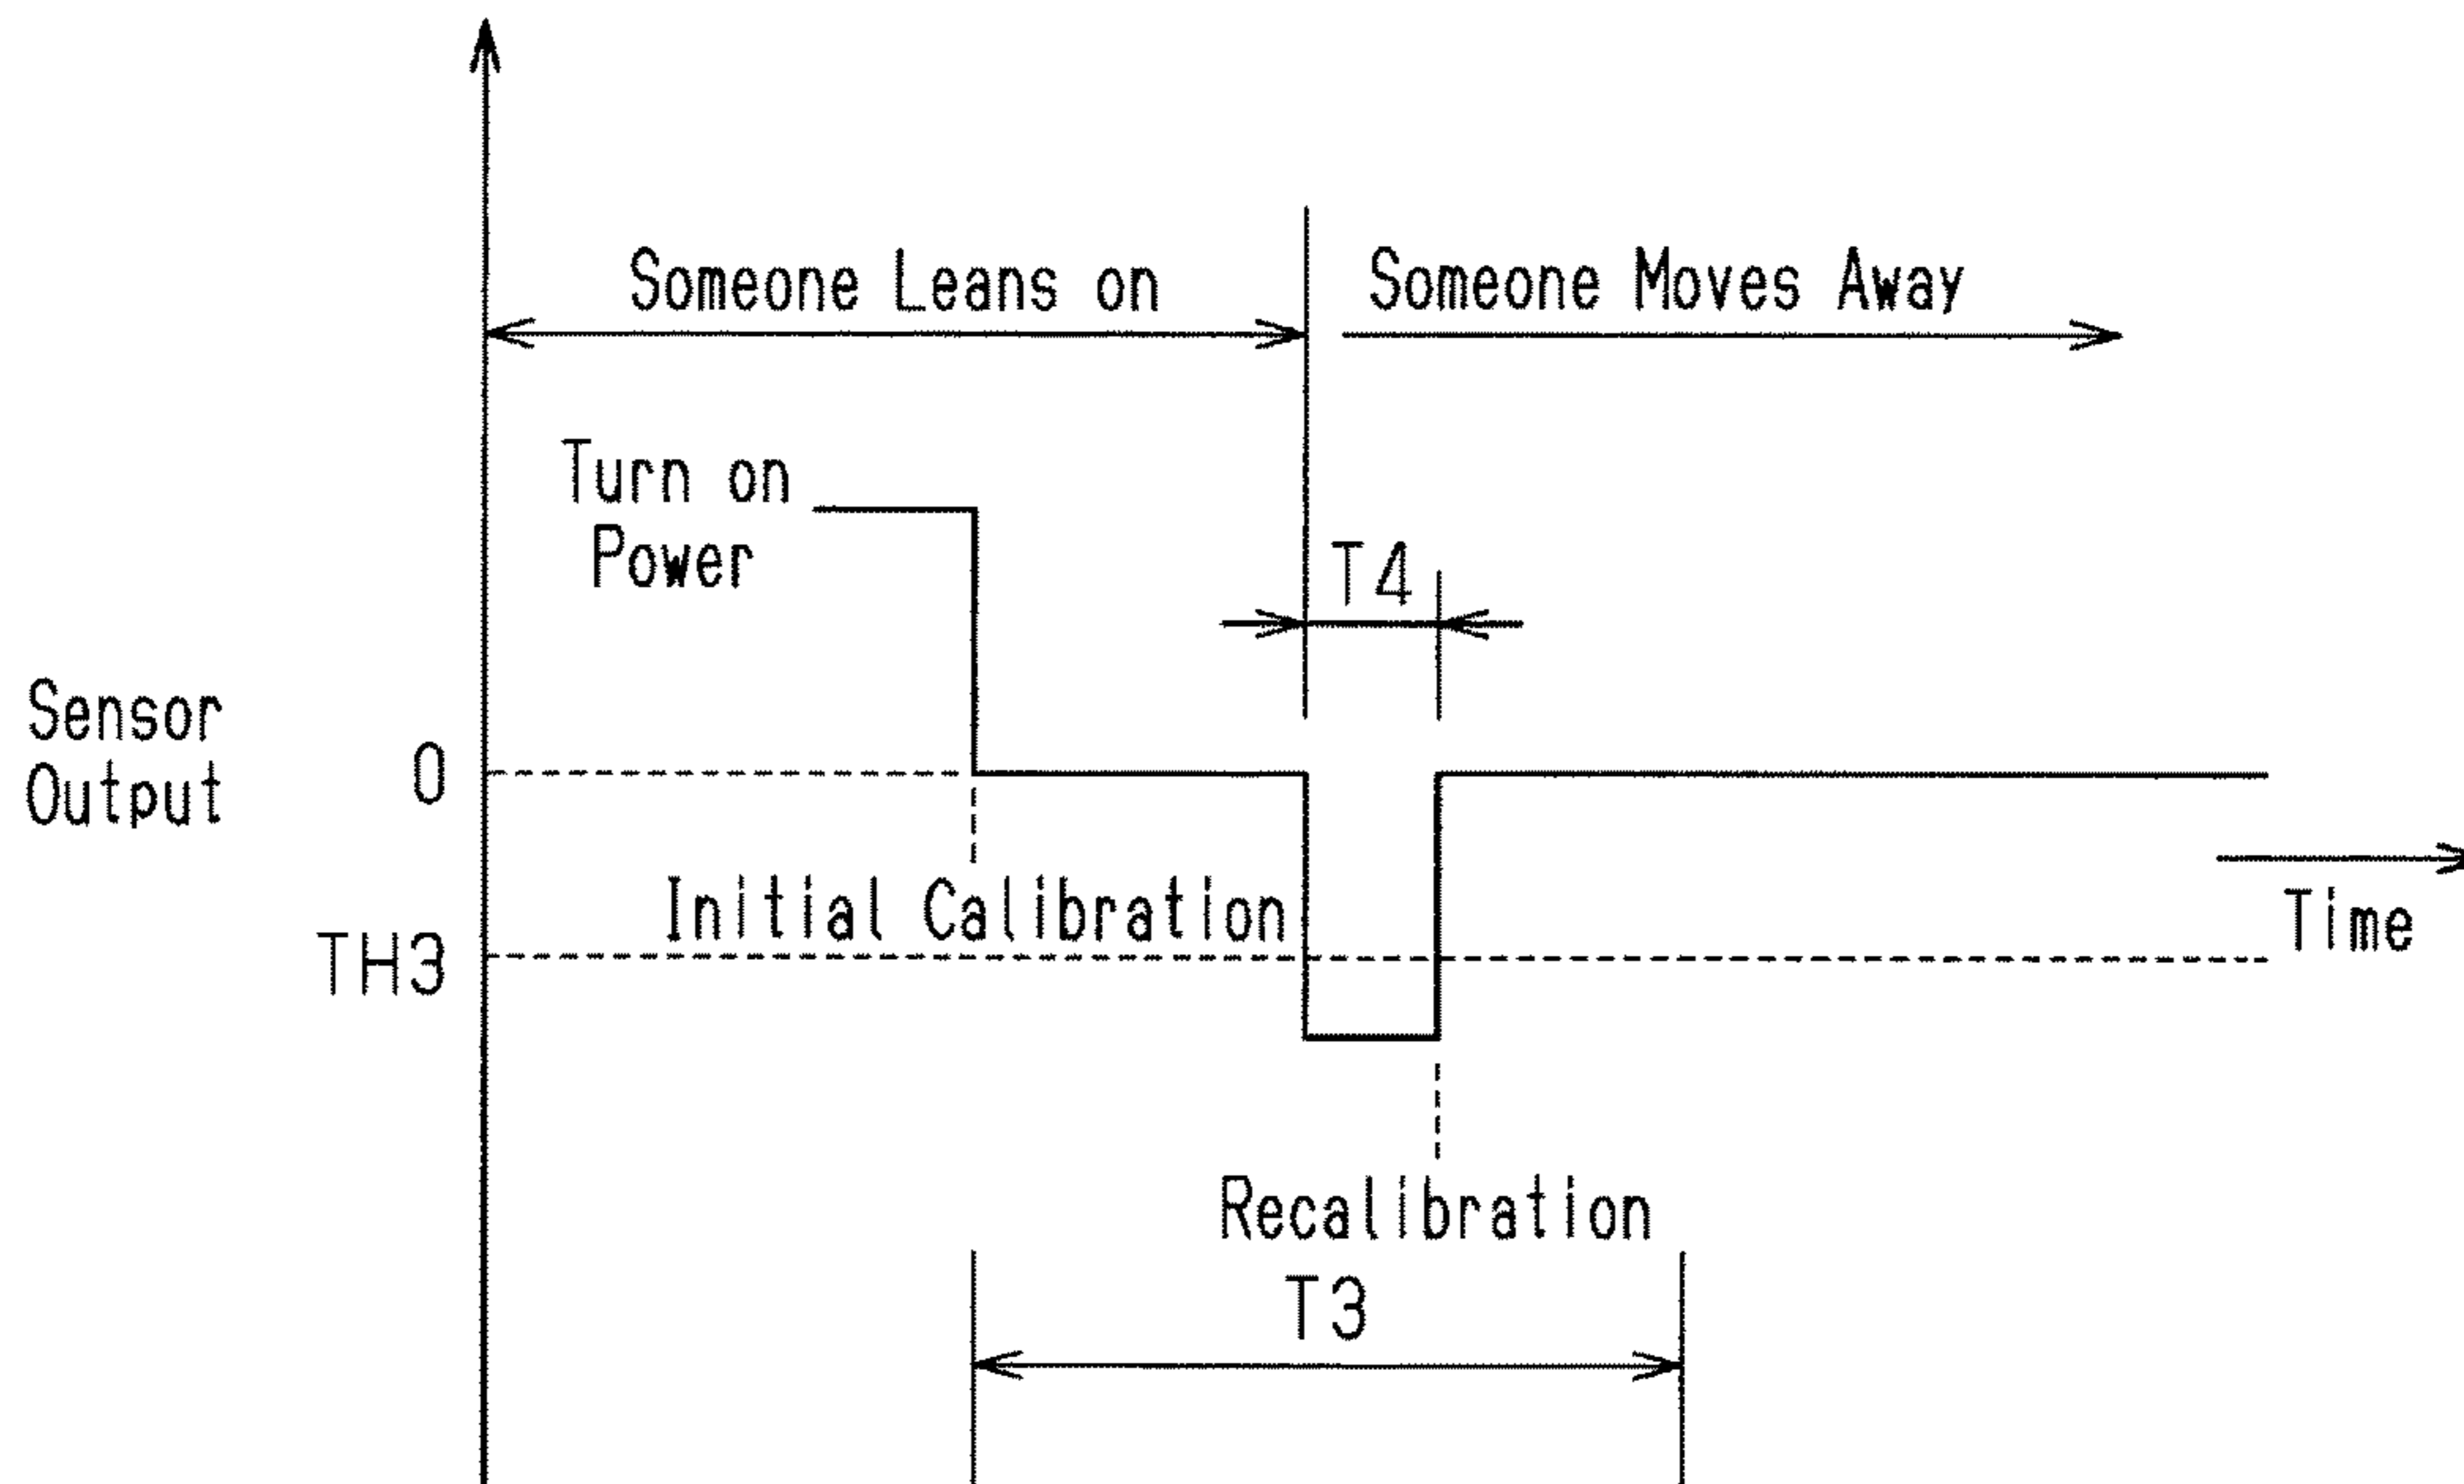 Someone Leans on
Someone Moves Away
Turn on
Power
T4
Sensor
Output
0
Initial Calibration
Time
TH3
Recalibration
T3